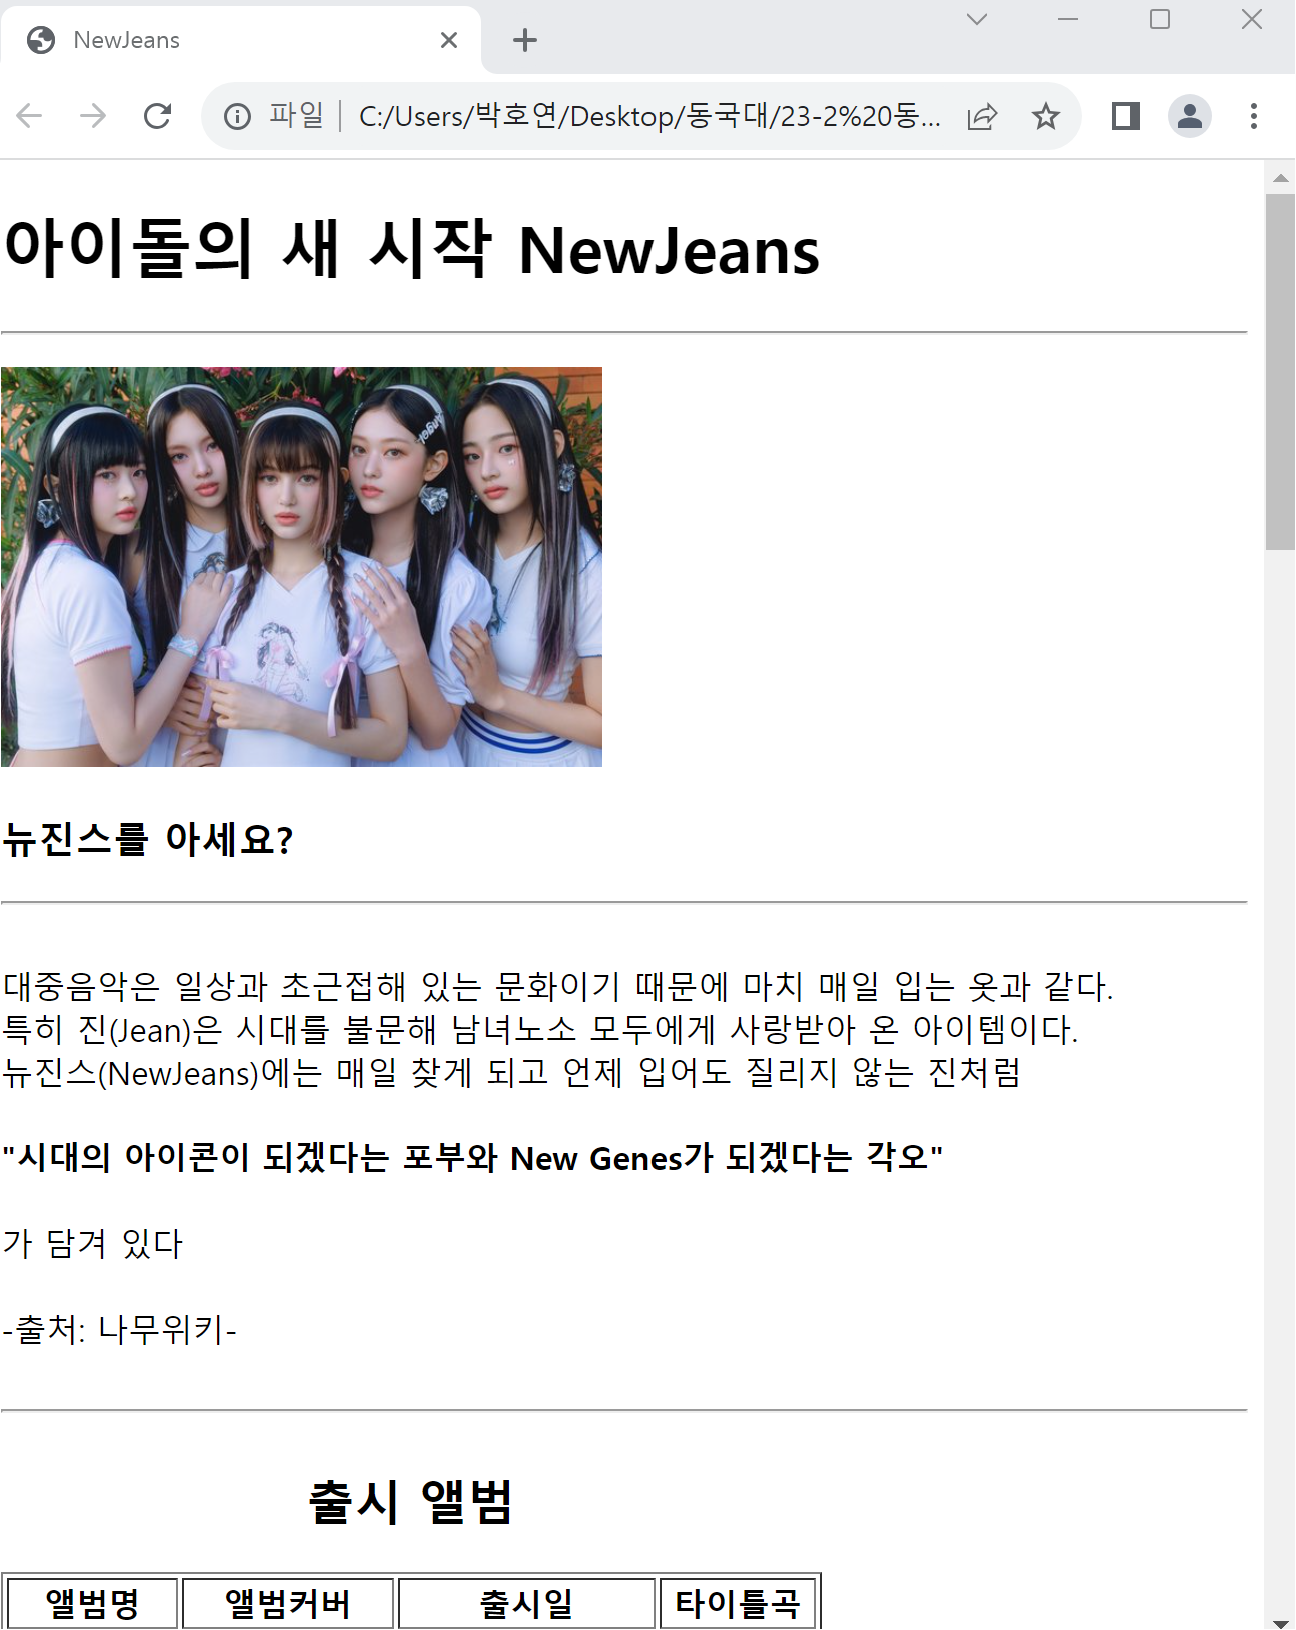 NewJeans
파일
C:/Users/박호연/Desktop/동국대/23-2%20동...
아이돌의 새 시작 NewJeans
Angel
뉴진스를 아세요?
대중음악은 일상과 초근접해 있는 문화이기 때문에 마치 매일 입는 옷과 같다.
특히 진(Jean)은 시대를 불문해 남녀노소 모두에게 사랑받아 온 아이템이다.
뉴진스(NewJeans)에는 매일 찾게 되고 언제 입어도 질리지 않는 진처럼
"시대의 아이콘이 되겠다는 포부와 New Genes가 되겠다는 각오"
가 담겨 있다
-출처: 나무위키-
출시 앨범
앨범명 앨범커버 출시일 타이틀곡